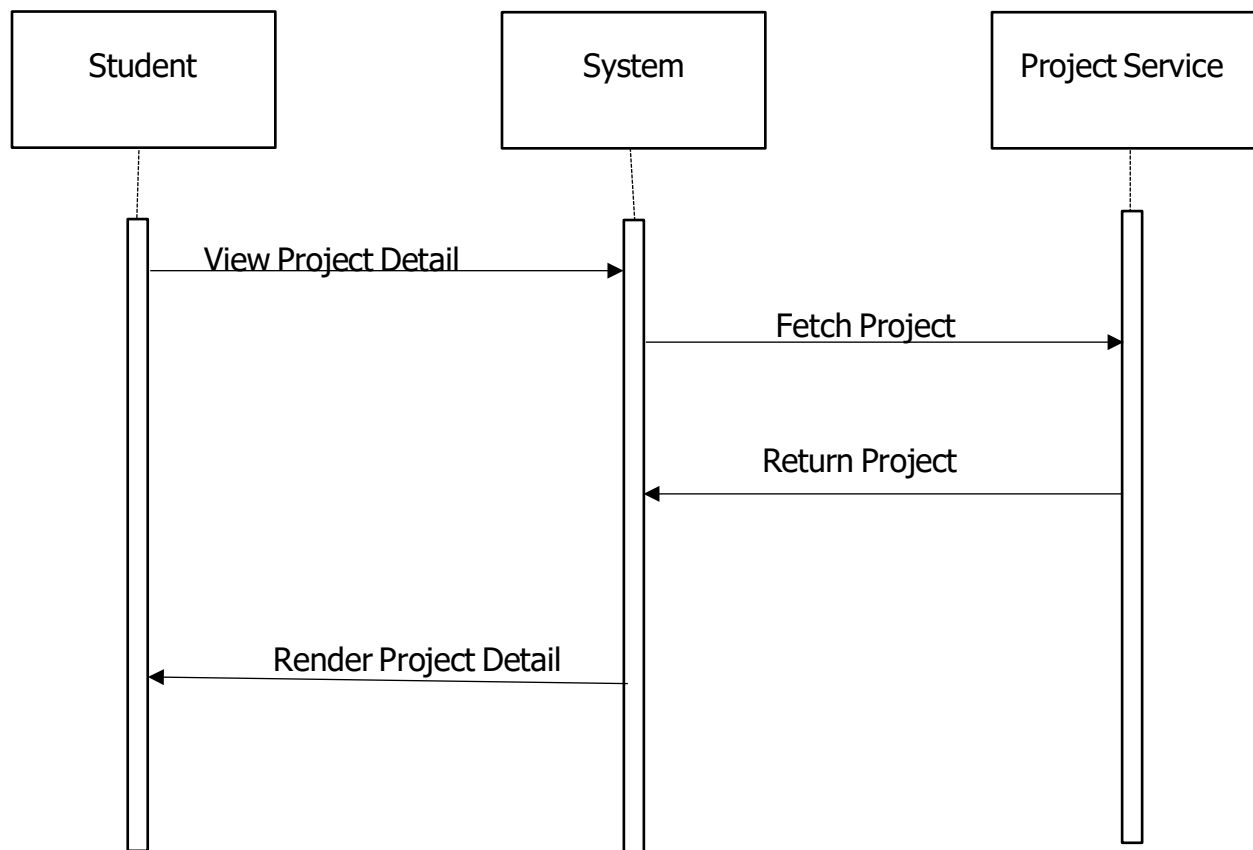 Student
System
Project Service
View Project Detail
Fetch Project
Return Project
Render Project Detail